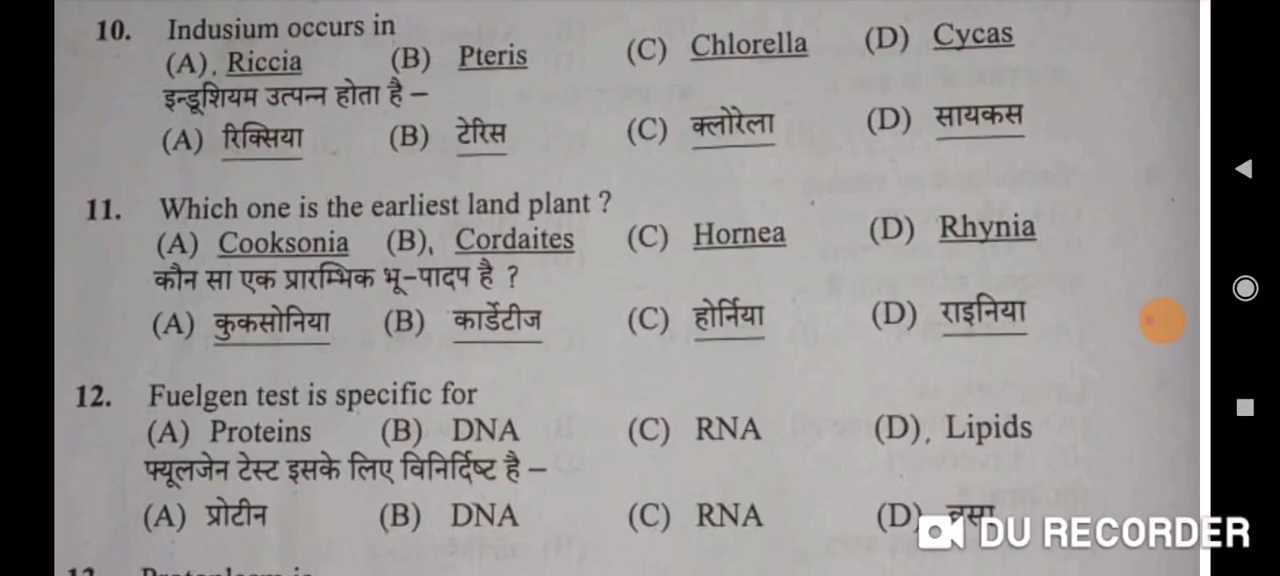 10. Indusium occurs in
(A). Riccia (B) Pteris (C) Chlorella (D) Cycas
इन्डूशियम उत्पन्न होता है –
(A) रिक्सिया (B) टेरिस (C) क्लोरेला (D) सायकस
11. Which one is the earliest land plant ?
(A) Cooksonia (B). Cordaites (C) Hornea (D) Rhynia
कौन सा एक प्रारम्भिक भू-पादप है ?
(A) कुकसोनिया (B) कार्डेटीज (C) होर्निया (D) राइनिया
12. Fuelgen test is specific for
(A) Proteins (B) DNA (C) RNA (D). Lipids
फ्यूलजेन टेस्ट इसके लिए विनिर्दिष्ट है –
(A) प्रोटीन (B) DNA (C) RNA (D) वसा
DU RECORDER